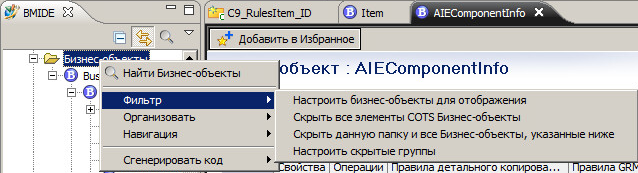 BMIDE
C9_RulesItem_ID
Item
AIEComponentInfo
Добавить в Избранное
Бизнес-объекты
Bus
объект : AIEComponentInfo
Найти Бизнес-объекты
Фильтр
Организовать
Навигация
Сгенерировать код
Настроить бизнес-объекты для отображения
Скрыть все элементы COTS Бизнес-объекты
Скрыть данную папку и все Бизнес-объекты, указанные ниже
Настроить скрытые группы
Свойства Операции Правила детального копирова... Правила GRM